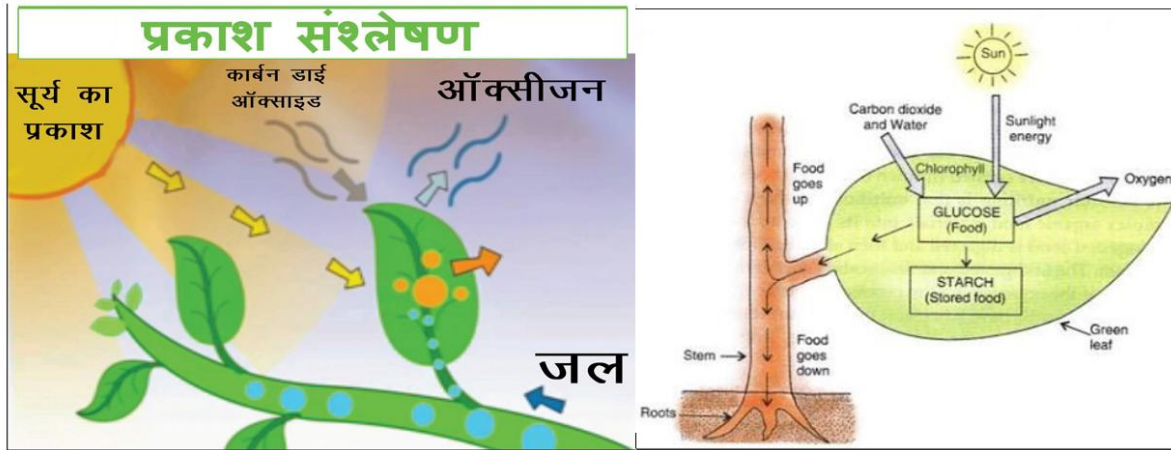 प्रकाश संश्लेषण
सूर्य का
प्रकाश
कार्बन डाई
ऑक्साइड
ऑक्सीजन
जल
Sun
Carbon dioxide
and Water
Sunlight
energy
Chlorophyll
Oxygen
Food
goes
up
GLUCOSE
(Food)
STARCH
(Stored food)
Green
leaf
Stem
Food
goes
down
Roots